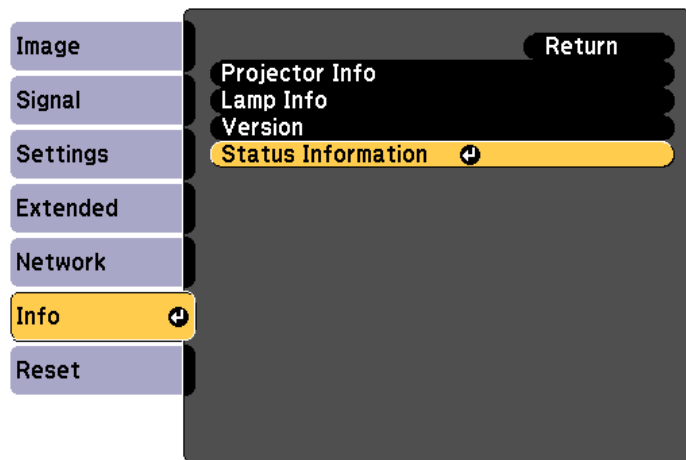 Image
Signal
Settings
Extended
Network
Info
Reset
Return
Projector Info
Lamp Info
Version
Status Information